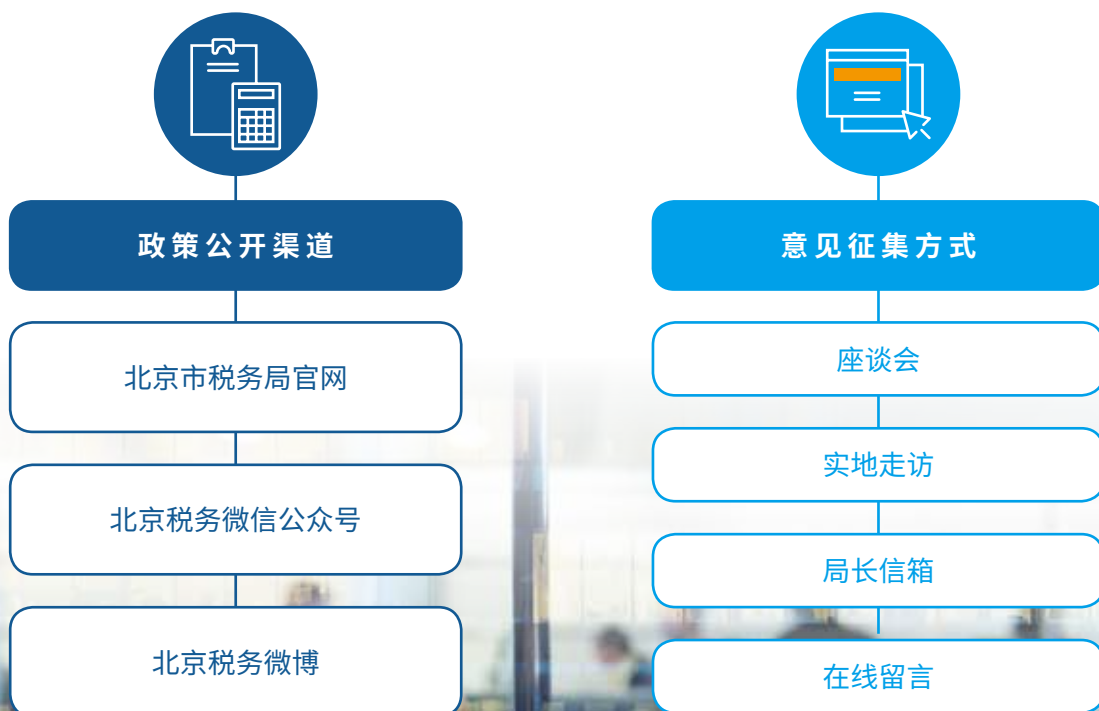 政策公开渠道
北京市税务局官网
北京税务微信公众号
北京税务微博
意见征集方式
座谈会
实地走访
局长信箱
在线留言